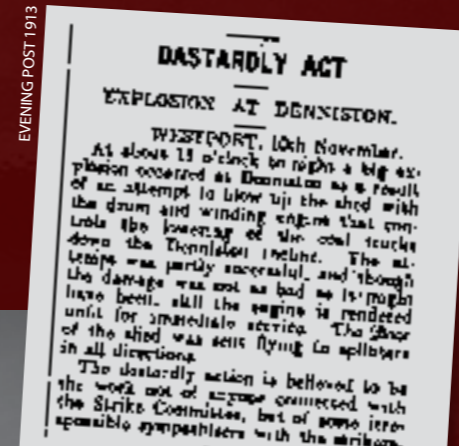 EVENING POST 1913
DASTARDLY ACT
EXPLOSION AT DENNISTON.
WESTPORT, 10th November.
At about 11 o'clock to-night a big ex-
plosion occurred at Denniston as a result
of an attempt to blow up the shed with
the drum and winding engine that con-
trols the lowering of the coal trucks
down the Denniston incline. The at-
tempt was partly successful, and though
the damage was not as bad as it might
have been, still the engine is rendered
unfit for immediate service. The floor
of the shed was sent flying in splinters
in all directions.
The dastardly action is believed to be
the work not of anyone connected with
the Strike Committee, but of some irre-
sponsible sympathisers with the strikers.